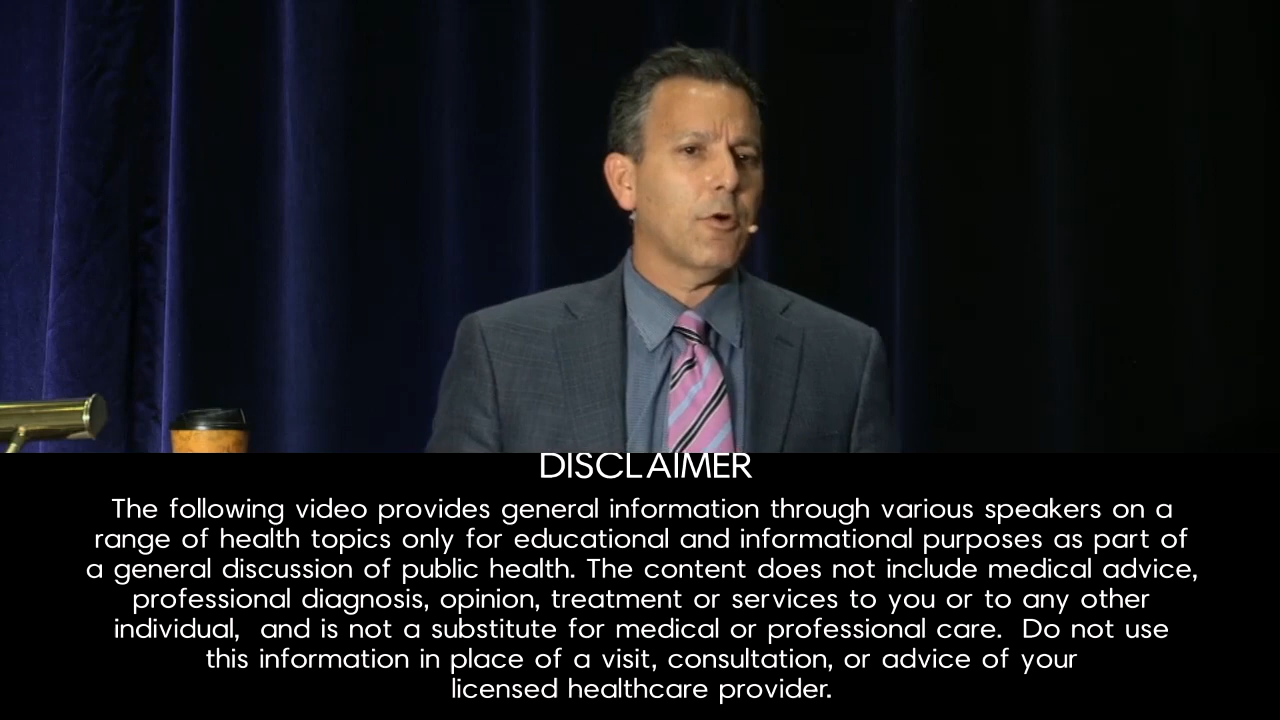 DISCLAIMER
The following video provides general information through various speakers on a
range of health topics only for educational and informational purposes as part of
a general discussion of public health. The content does not include medical advice,
professional diagnosis, opinion, treatment or services to you or to any other
individual,  and is not a substitute for medical or professional care.  Do not use
this information in place of a visit, consultation, or advice of your
licensed healthcare provider.